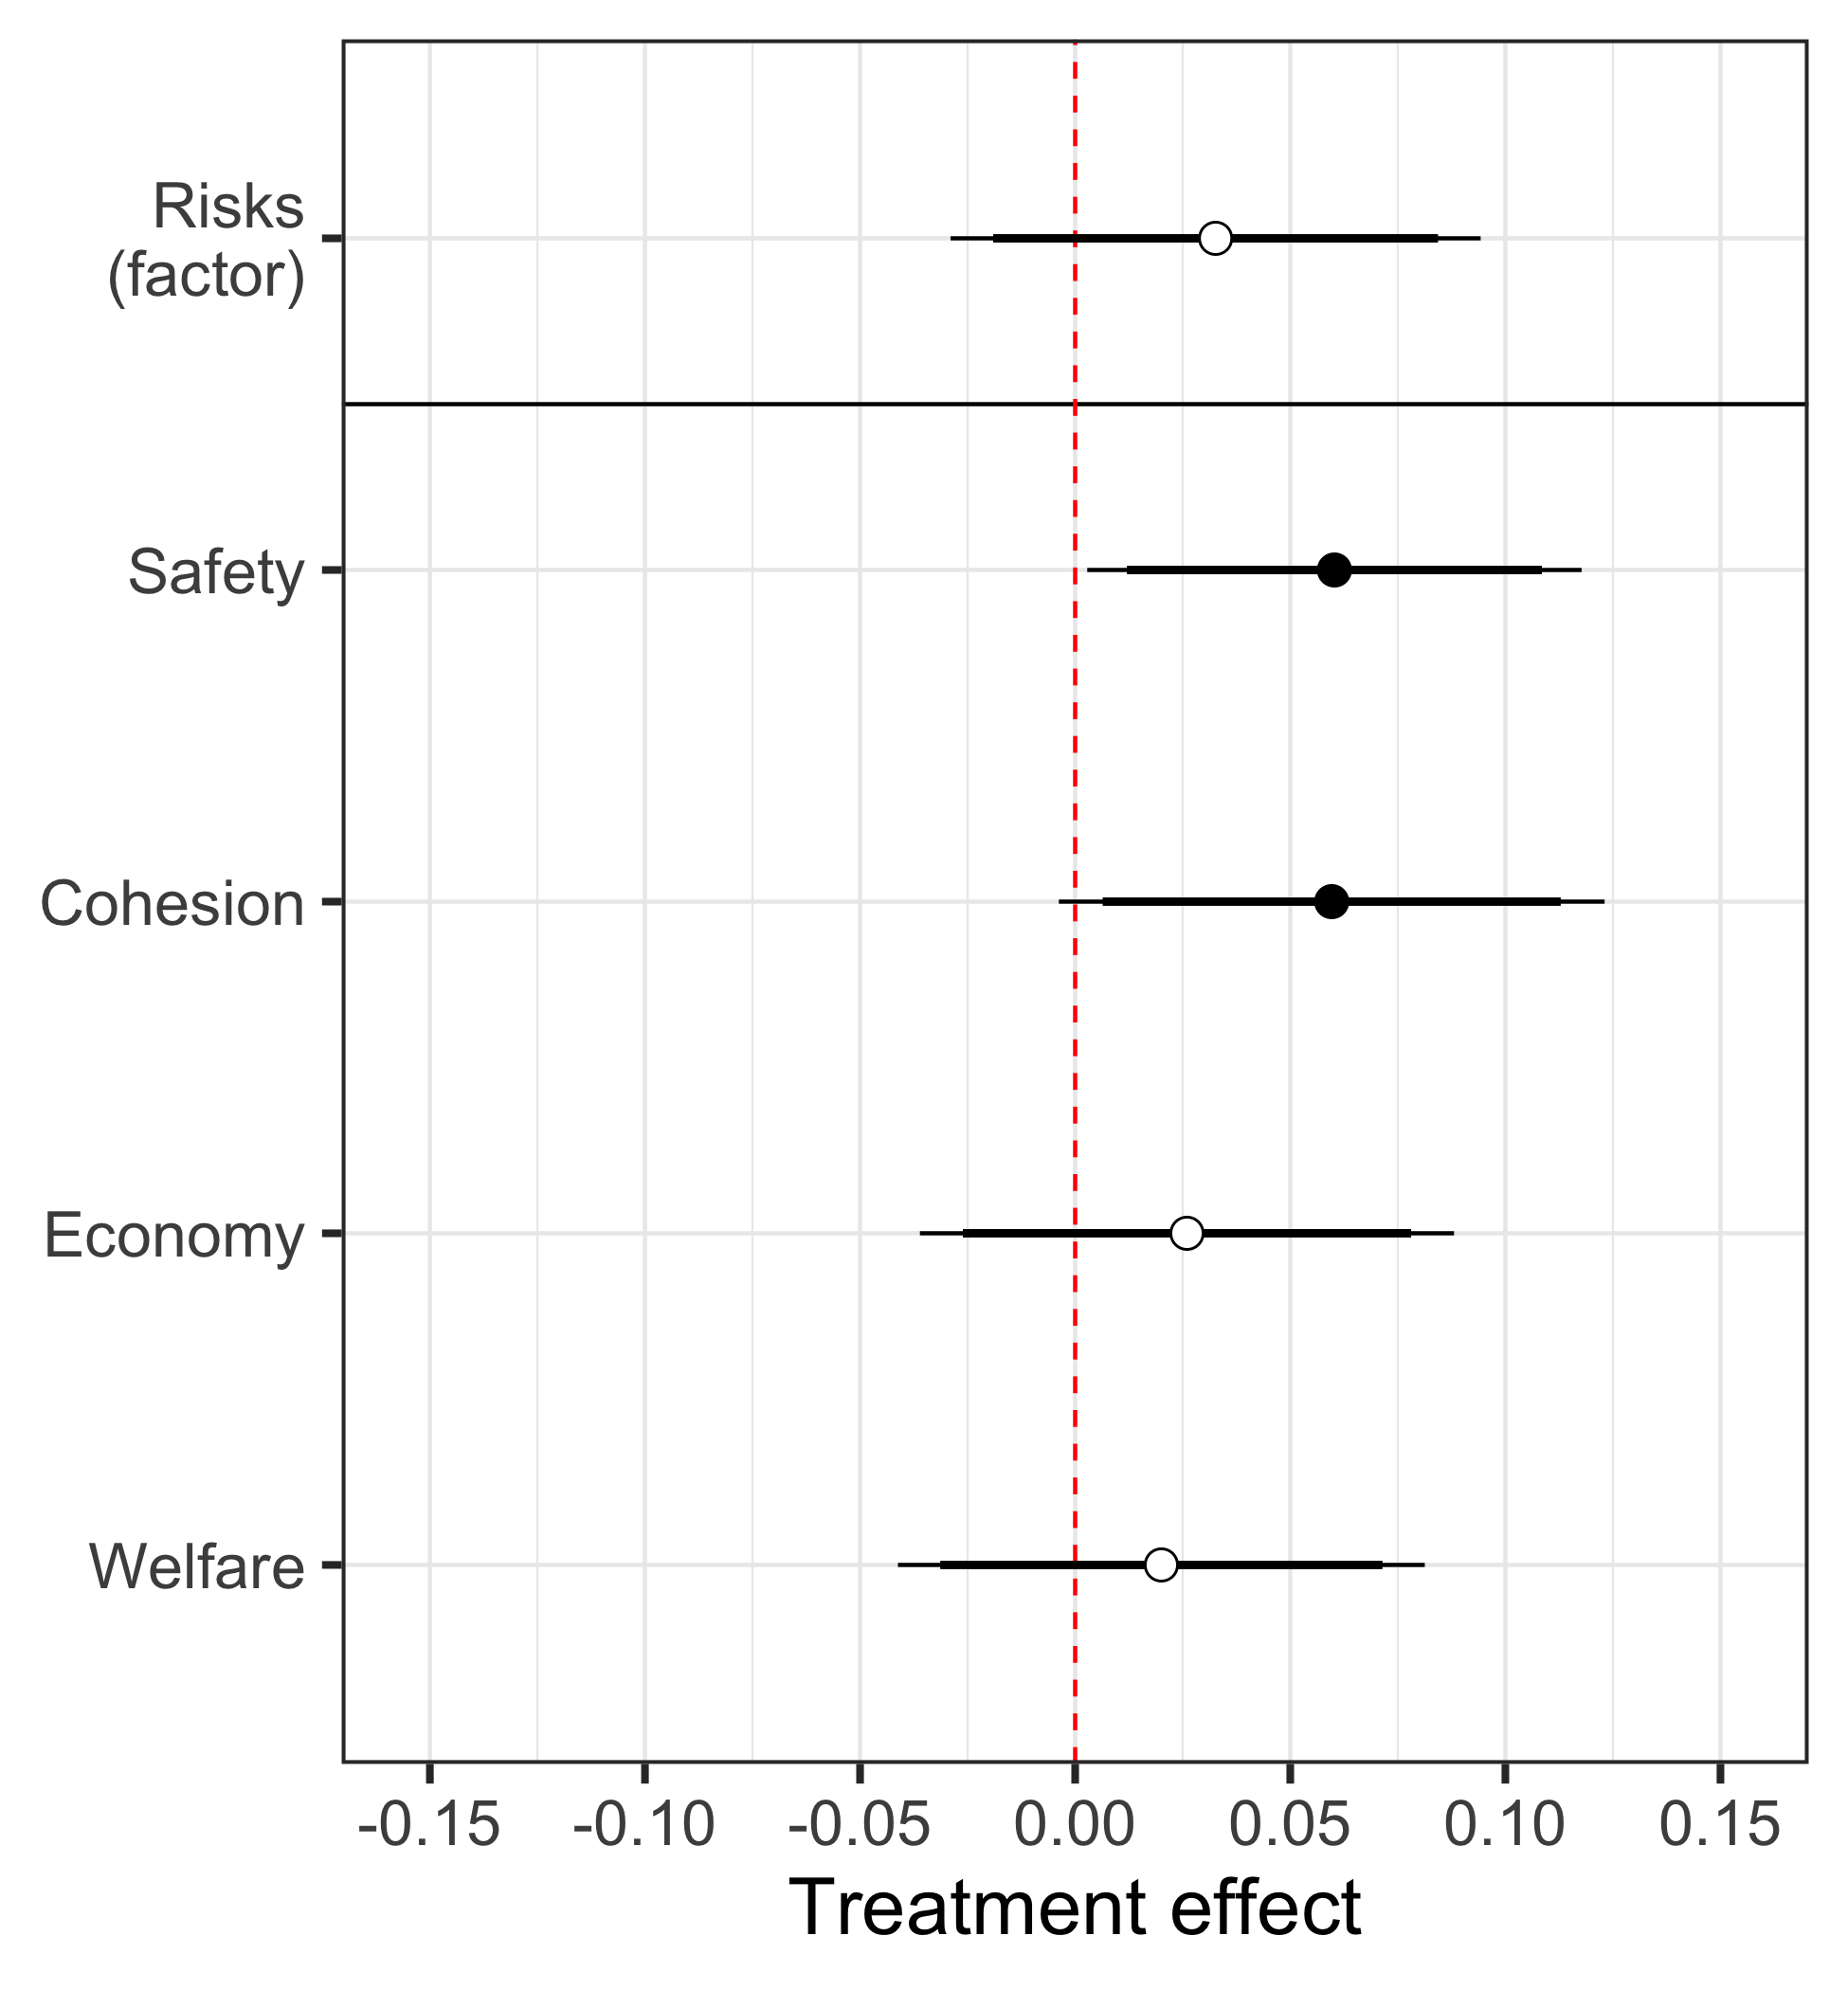 Risks
(factor)
Safety
Cohesion
Economy
Welfare
-0.15 -0.10 -0.05 0.00 0.05 0.10 0.15
Treatment effect